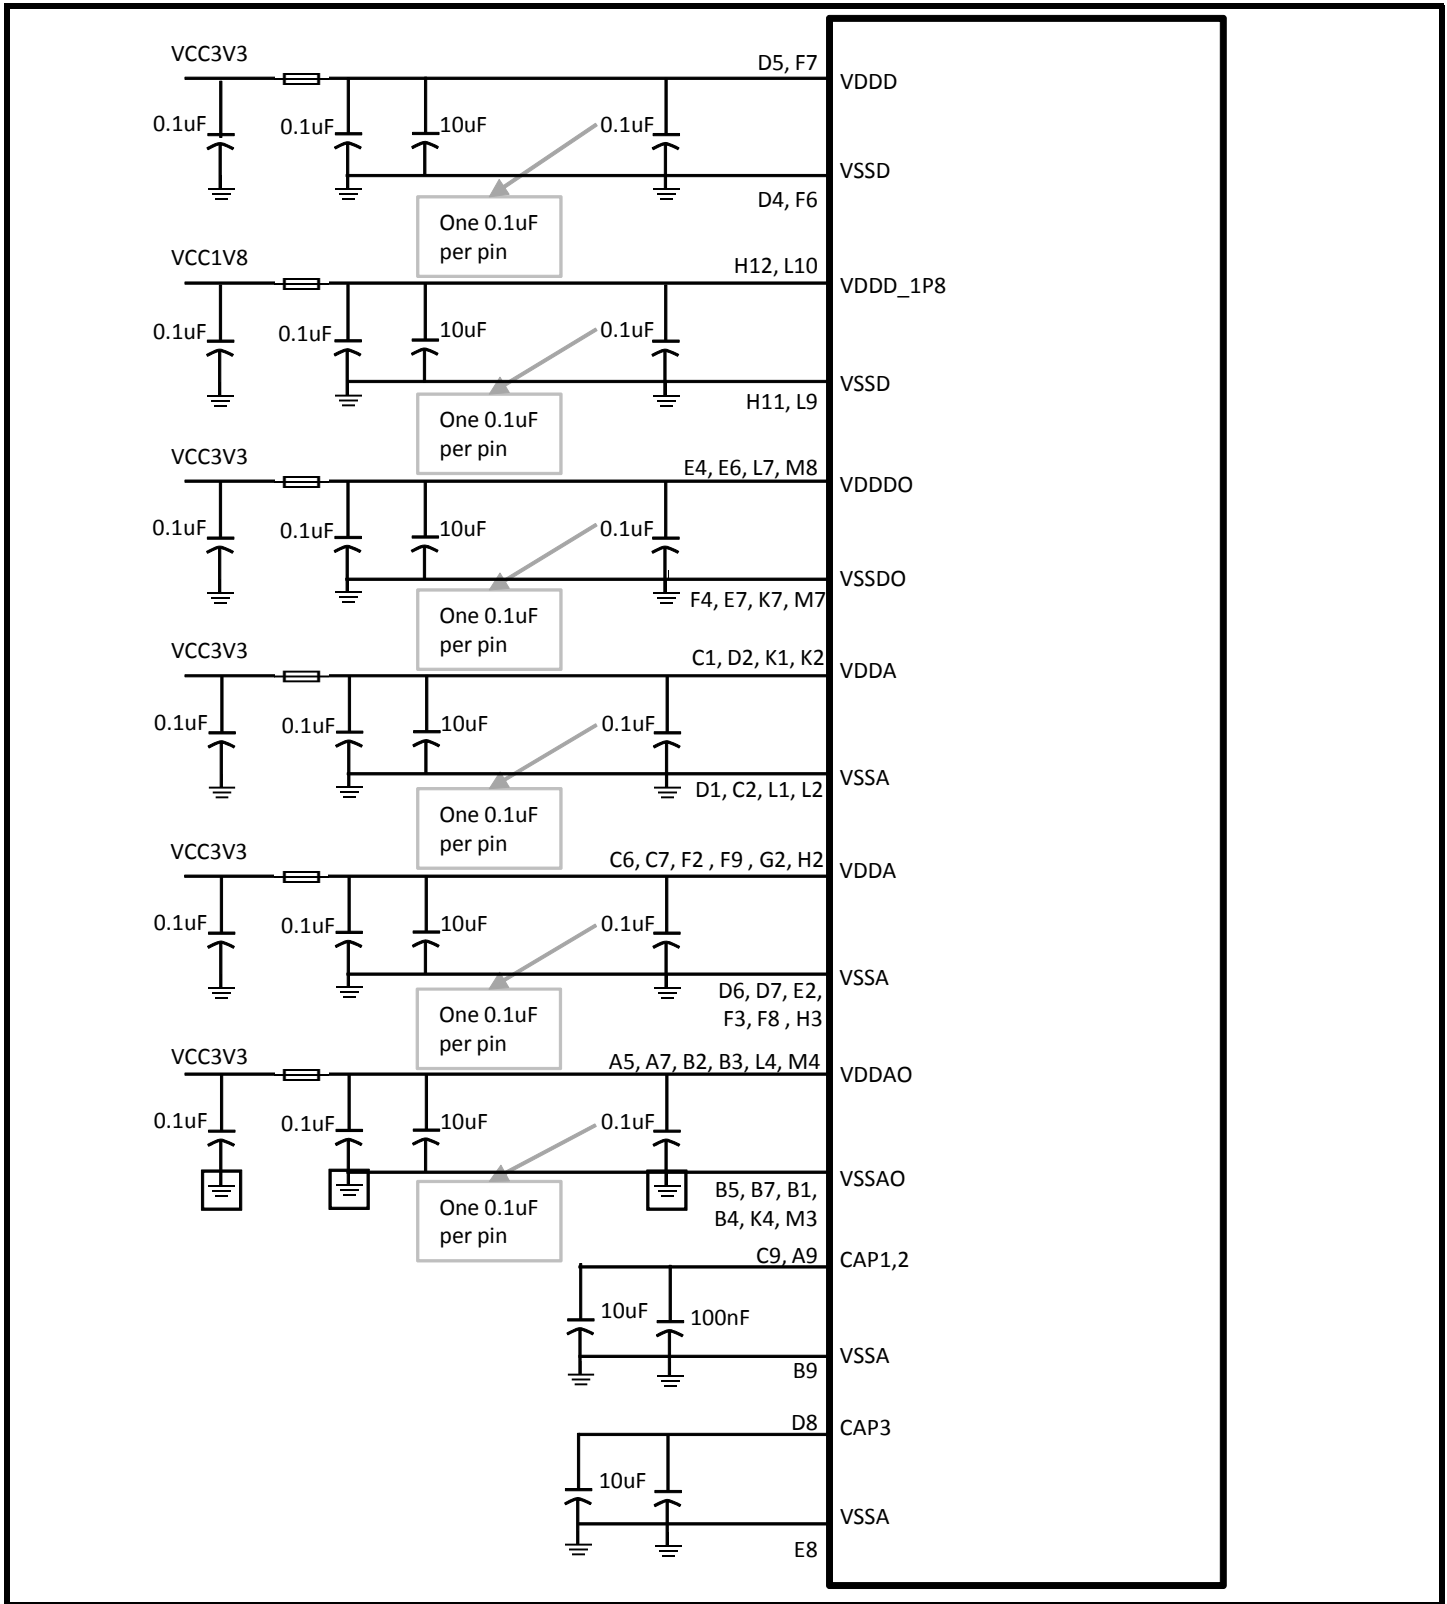 VCC3V3
D5, F7
VDDD
0.1uF
0.1uF
10uF
0.1uF
VSSD
D4, F6
One 0.1uF
per pin
VCC1V8
H12, L10
VDDD_1P8
0.1uF
0.1uF
10uF
0.1uF
VSSD
H11, L9
One 0.1uF
per pin
VCC3V3
E4, E6, L7, M8
VDDDO
0.1uF
0.1uF
10uF
0.1uF
VSSDO
F4, E7, K7, M7
One 0.1uF
per pin
VCC3V3
C1, D2, K1, K2
VDDA
0.1uF
0.1uF
10uF
0.1uF
VSSA
D1, C2, L1, L2
One 0.1uF
per pin
VCC3V3
C6, C7, F2 , F9 , G2, H2
VDDA
0.1uF
0.1uF
10uF
0.1uF
VSSA
D6, D7, E2,
F3, F8 , H3
One 0.1uF
per pin
VCC3V3
A5, A7, B2, B3, L4, M4
VDDAO
0.1uF
0.1uF
10uF
0.1uF
VSSAO
B5, B7, B1,
B4, K4, M3
One 0.1uF
per pin
C9, A9
CAP1,2
10uF
100nF
VSSA
B9
D8
CAP3
10uF
VSSA
E8